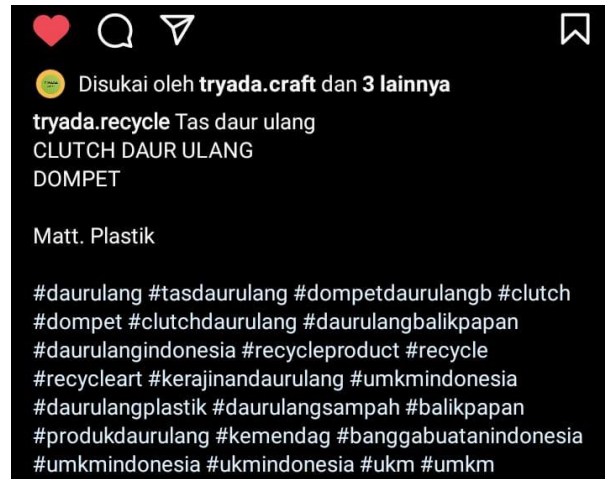 Disukai oleh tryada.craft dan 3 lainnya
tryada.recycle Tas daur ulang
CLUTCH DAUR ULANG
DOMPET
Matt. Plastik
#daurulang #tasdaurulang #dompetdaurulangb #clutch
#dompet #clutchdaurulang #daurulangbalikpapan
#daurulangindonesia #recycleproduct #recycle
#recycleart #kerajinandaurulang #umkmindonesia
#daurulangplastik #daurulangsampah #balikpapan
#produkdaurulang #kemendag #banggabuatanindonesia
#umkmindonesia #ukmindonesia #ukm #umkm